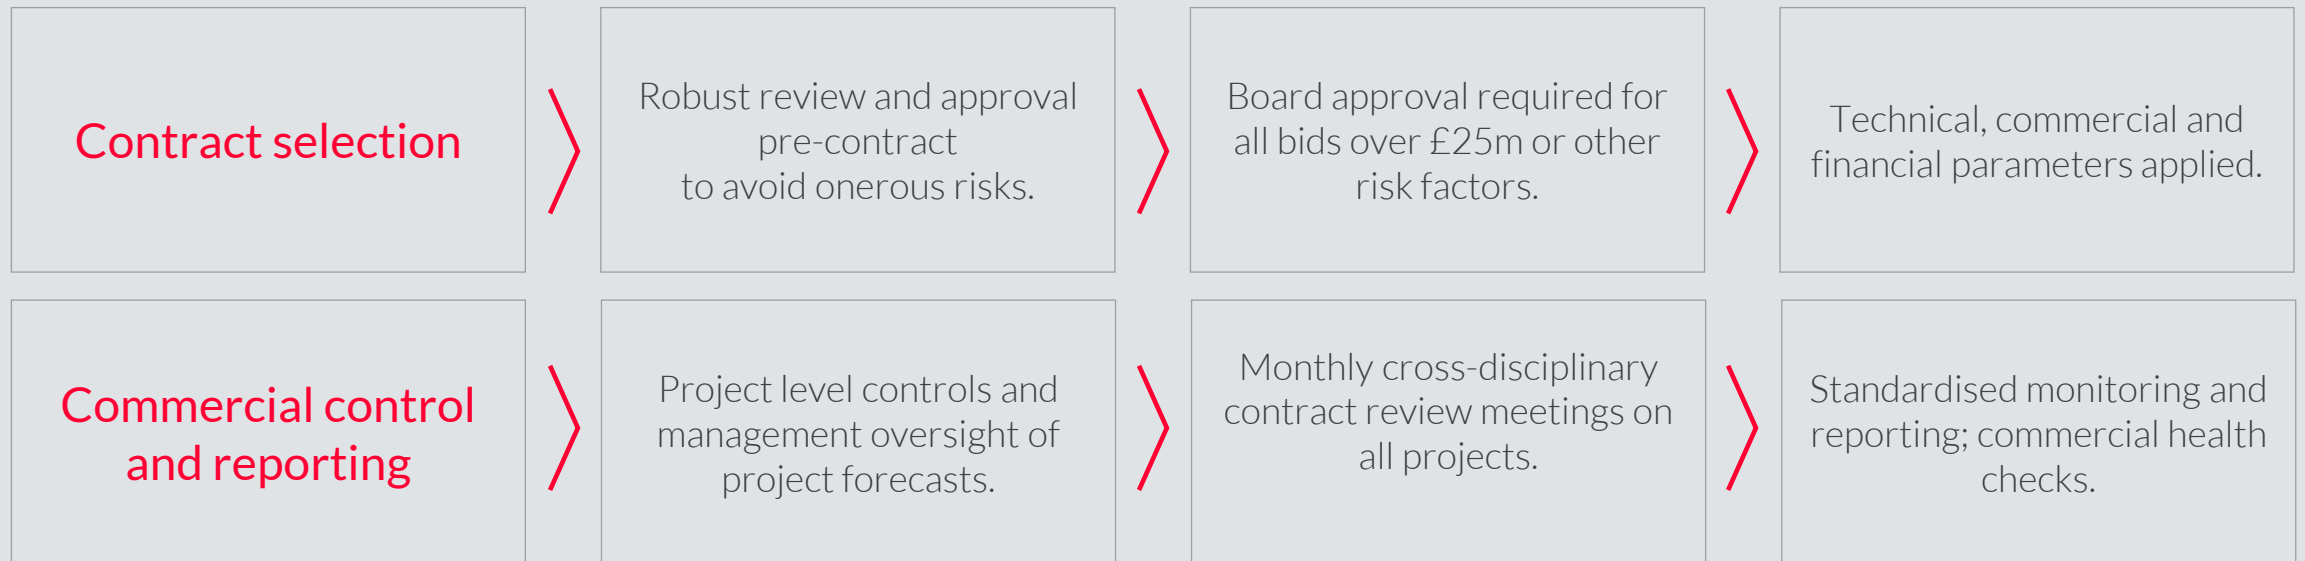 Contract selection
Robust review and approval
pre-contract
to avoid onerous risks.
Board approval required for
all bids over £25m or other
risk factors.
Technical, commercial and
financial parameters applied.
Commercial control
and reporting
Project level controls and
management oversight of
project forecasts.
Monthly cross-disciplinary
contract review meetings on
all projects.
Standardised monitoring and
reporting; commercial health
checks.